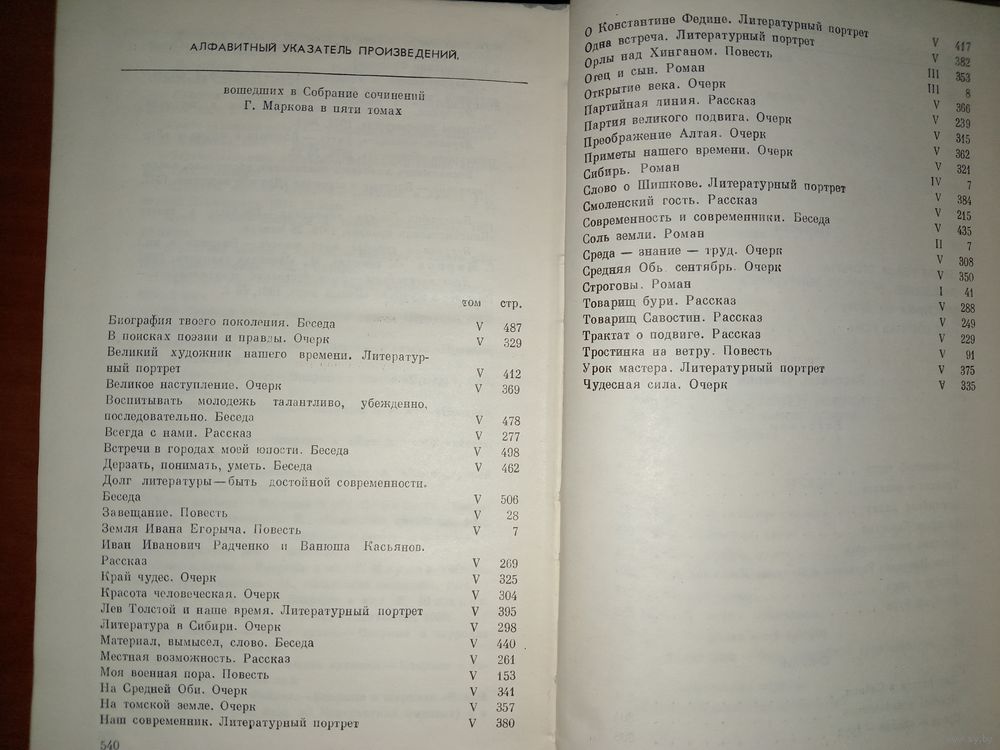 АЛФАВИТНЫЙ УКАЗАТЕЛЬ ПРОИЗВЕДЕНИЙ,
вошедших в Собрание сочинений
Г. Маркова в пяти томах
том стр.
Биография твоего поколения. Беседа V 487
В поисках поэзии и правды. Очерк V 329
Великий художник нашего времени. Литератур-
ный портрет V 412
Великое наступление. Очерк V 369
Воспитывать молодежь талантливо, убежденно,
последовательно. Беседа V 478
Всегда с нами. Рассказ V 277
Встречи в городах моей юности. Беседа V 498
Дерзать, понимать, уметь. Беседа V 462
Долг литературы — быть достойной современности.
Беседа V 506
Завещание. Повесть V 28
Земля Ивана Егорыча. Повесть V 7
Иван Иванович Радченко и Ванюша Касьянов.
Рассказ V 269
Край чудес. Очерк V 325
Красота человеческая. Очерк V 304
Лев Толстой и наше время. Литературный портрет V 395
Литература в Сибири. Очерк V 298
Материал, вымысел, слово. Беседа V 440
Местная возможность. Рассказ V 261
Моя военная пора. Повесть V 153
На Средней Оби. Очерк V 341
На томской земле. Очерк V 357
Наш современник. Литературный портрет V 380
540
О Константине Федине. Литературный портрет V 417
Одна встреча. Литературный портрет V 382
Орлы над Хинганом. Повесть III 353
Отец и сын. Роман III 8
Открытие века. Очерк V 366
Партийная линия. Рассказ V 239
Партия великого подвига. Очерк V 315
Преображение Алтая. Очерк V 362
Приметы нашего времени. Очерк V 321
Сибирь. Роман IV 7
Слово о Шишкове. Литературный портрет V 384
Смоленский гость. Рассказ V 215
Современность и современники. Беседа V 435
Соль земли. Роман II 7
Среда — знание — труд. Очерк V 308
Средняя Обь, сентябрь. Очерк V 350
Строговы. Роман I 41
Товарищ бури. Рассказ V 288
Товарищ Савостин. Рассказ V 249
Трактат о подвиге. Рассказ V 229
Тростинка на ветру. Повесть V 91
Урок мастера. Литературный портрет V 375
Чудесная сила. Очерк V 335